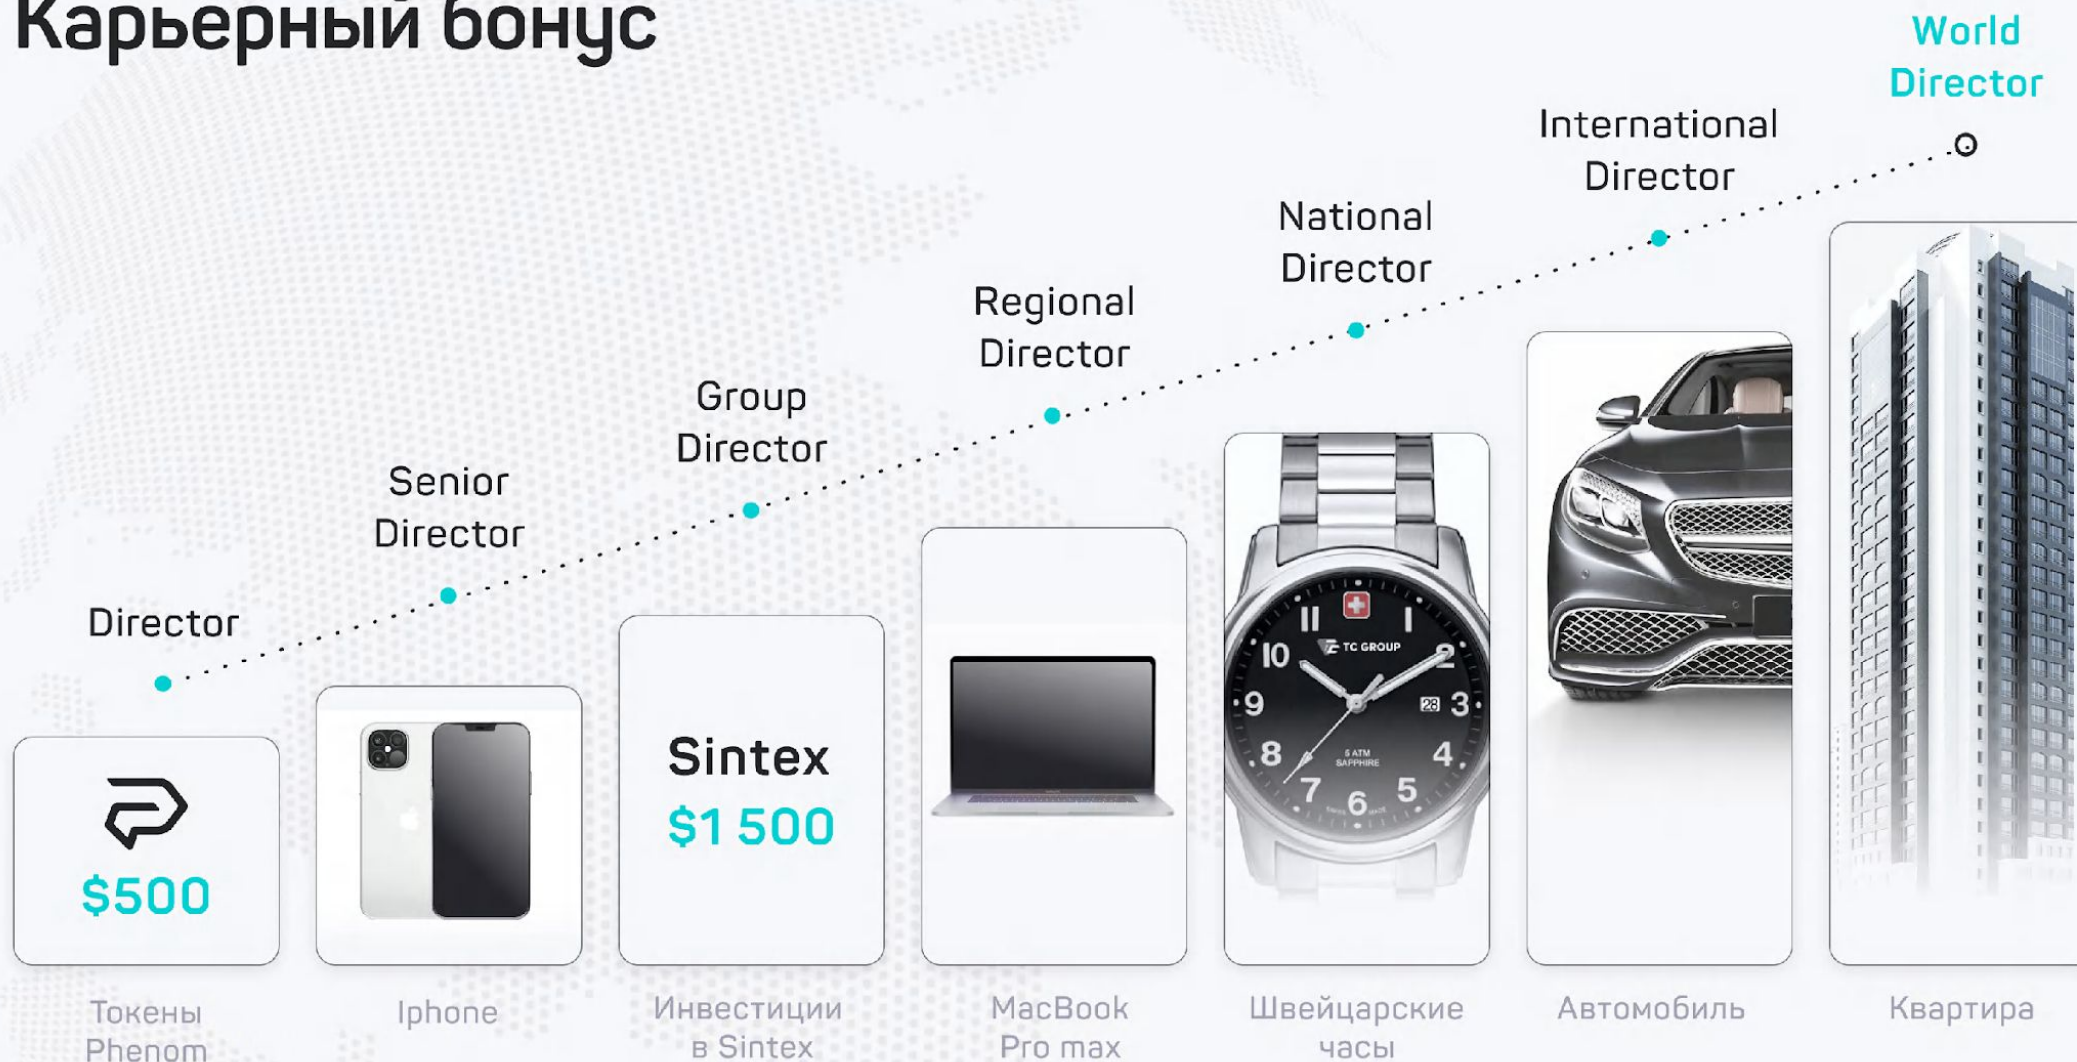 Карьерный бонус
World
Director
International
Director
National
Director
Regional
Director
Group
Director
Senior
Director
Director
$500
Sintex
$1 500
11
1
10
TC GROUP
2
9
28
3
8
5 ATM
SAPPHIRE
4
7
6
5
Токены
Phenom
Iphone
Инвестиции
в Sintex
MacBook
Pro max
Швейцарские
часы
Автомобиль
Квартира